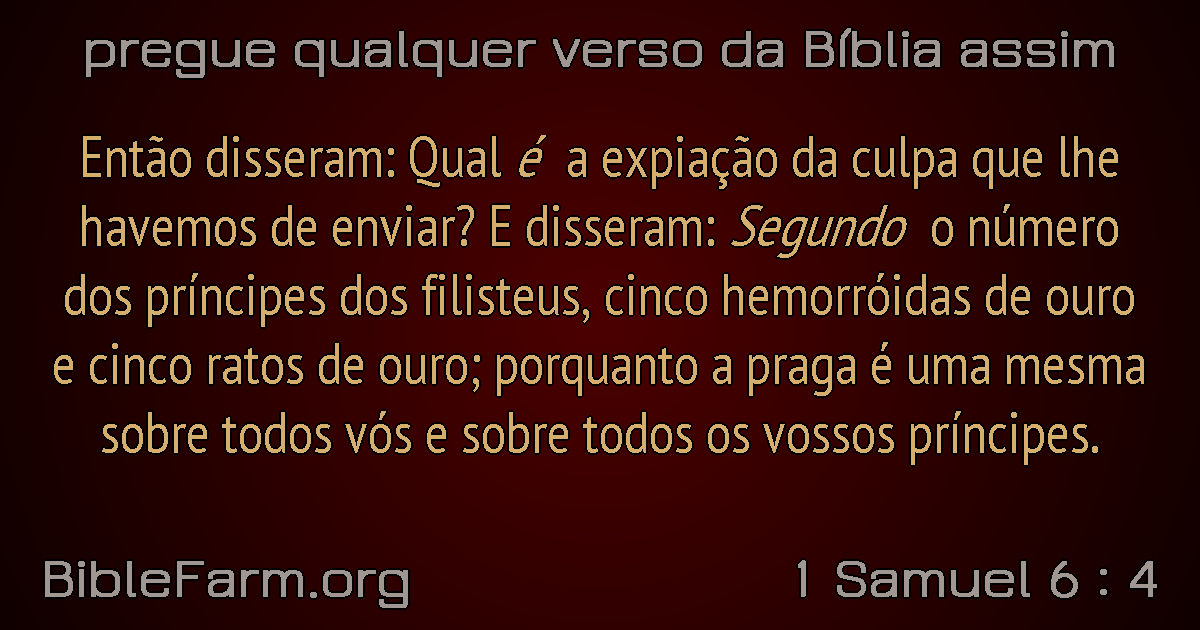 pregue qualquer verso da Bíblia assim
Então disseram: Qual é a expiação da culpa que lhe
havemos de enviar? E disseram: Segundo o número
dos príncipes dos filisteus, cinco hemorróidas de ouro
e cinco ratos de ouro; porquanto a praga é uma mesma
sobre todos vós e sobre todos os vossos príncipes.
BibleFarm.org
1 Samuel 6 : 4